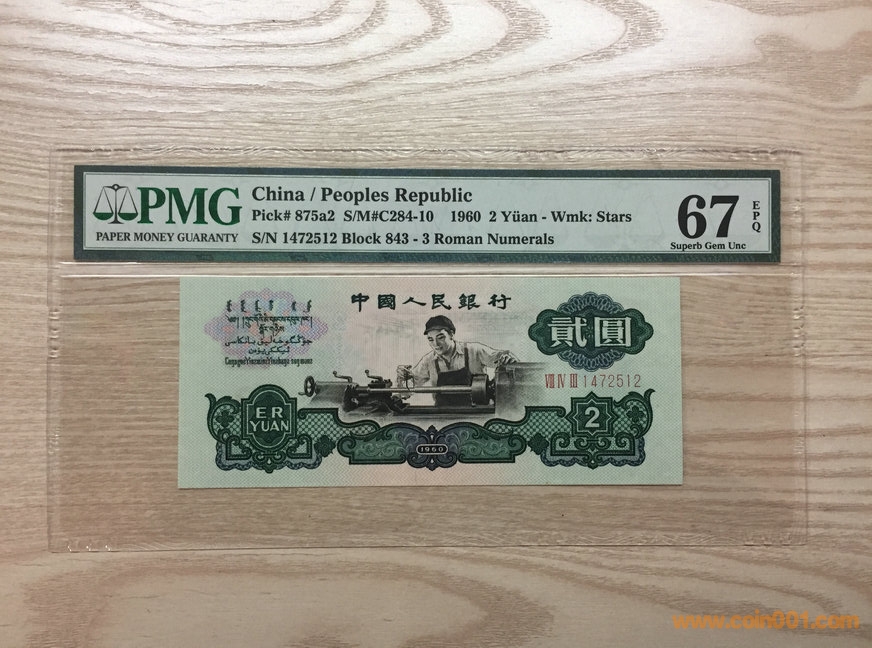 PMG
PAPER MONEY GUARANTY
China / Peoples Republic
Pick# 875a2 S/M#C284-10 1960 2 Yüan - Wmk: Stars
S/N 1472512 Block 843 - 3 Roman Numerals
67
EPQ
Superb Gem Unc
中國人民銀行
貳圓
VIII IV III 1472512
ER
YUAN
2
1960
www.coin001.com